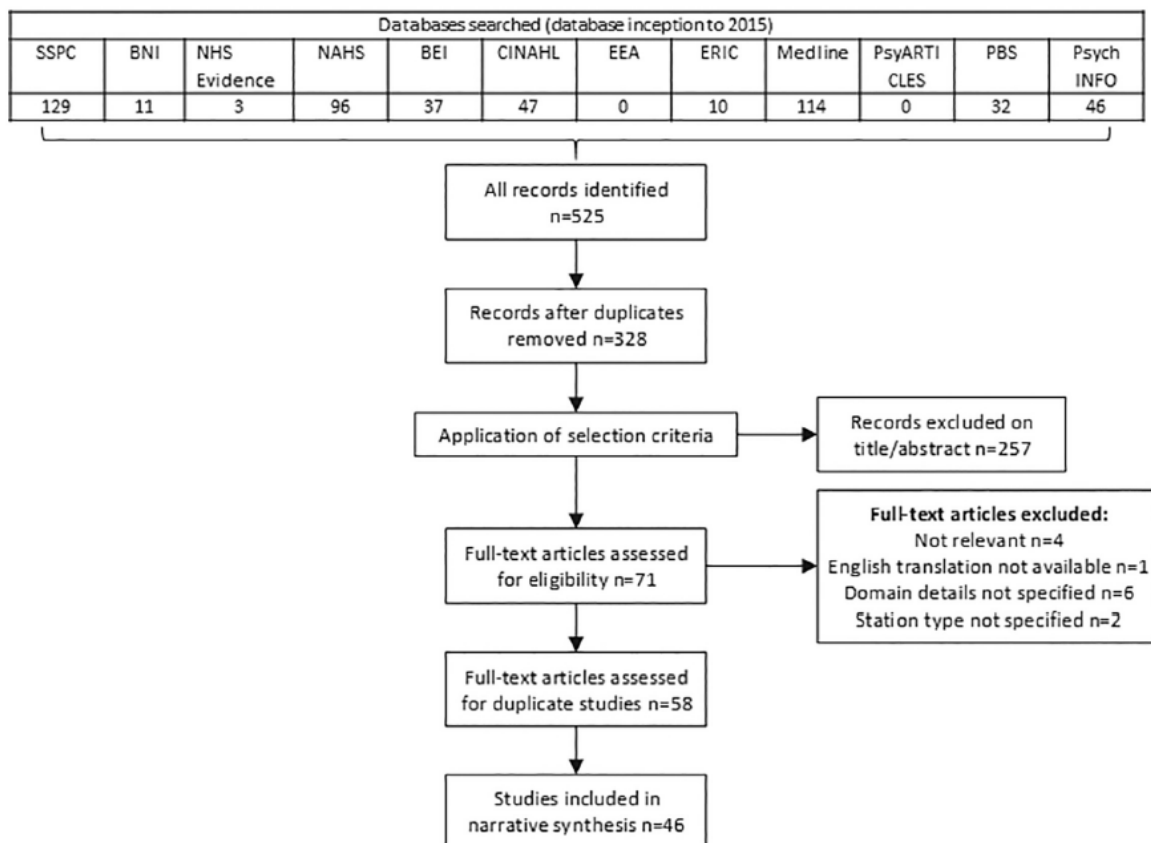 Databases searched (database inception to 2015)
SSPC BNI NHS Evidence NAHS BEI CINAHL EEA ERIC Medline PsyARTI CLES PBS Psych INFO
129 11 3 96 37 47 0 10 114 0 32 46
All records identified
n=525
Records after duplicates
removed n=328
Application of selection criteria
Records excluded on
title/abstract n=257
Full-text articles assessed
for eligibility n=71
Full-text articles excluded:
Not relevant n=4
English translation not available n=1
Domain details not specified n=6
Station type not specified n=2
Full-text articles assessed
for duplicate studies n=58
Studies included in
narrative synthesis n=46